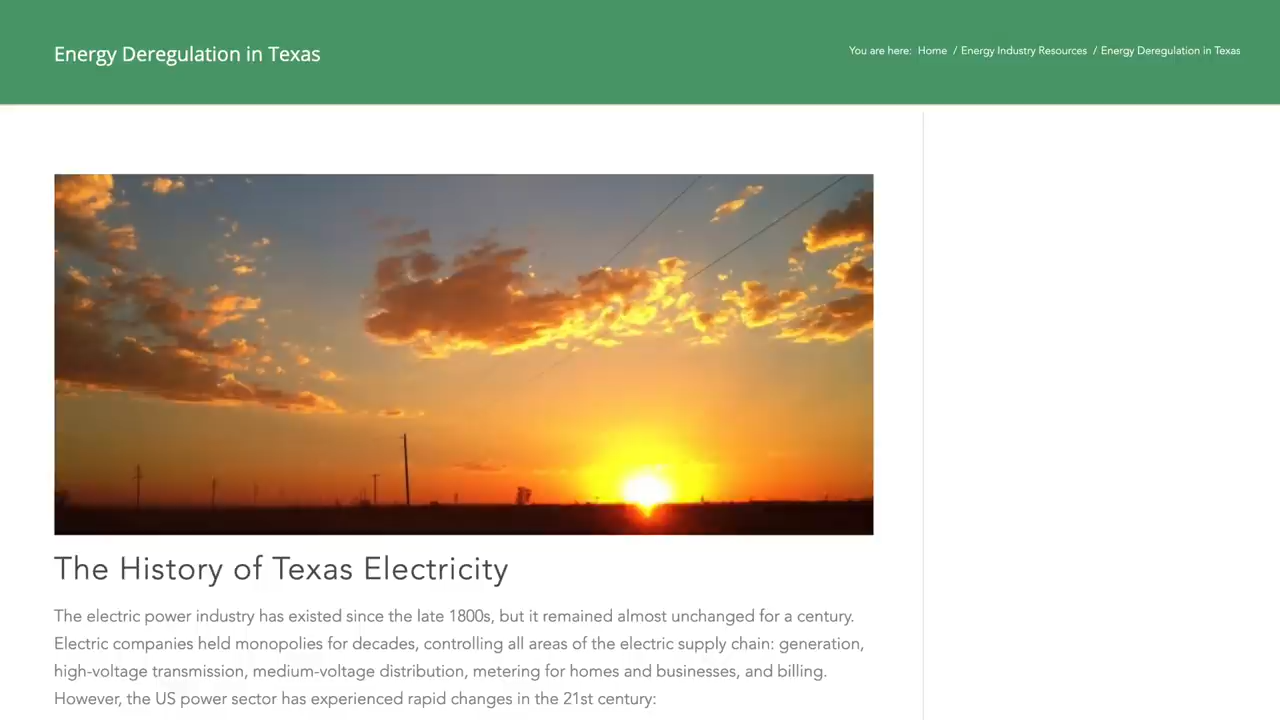 Energy Deregulation in Texas
You are here: Home / Energy Industry Resources / Energy Deregulation in Texas
The History of Texas Electricity
The electric power industry has existed since the late 1800s, but it remained almost unchanged for a century.
Electric companies held monopolies for decades, controlling all areas of the electric supply chain: generation,
high-voltage transmission, medium-voltage distribution, metering for homes and businesses, and billing.
However, the US power sector has experienced rapid changes in the 21st century: